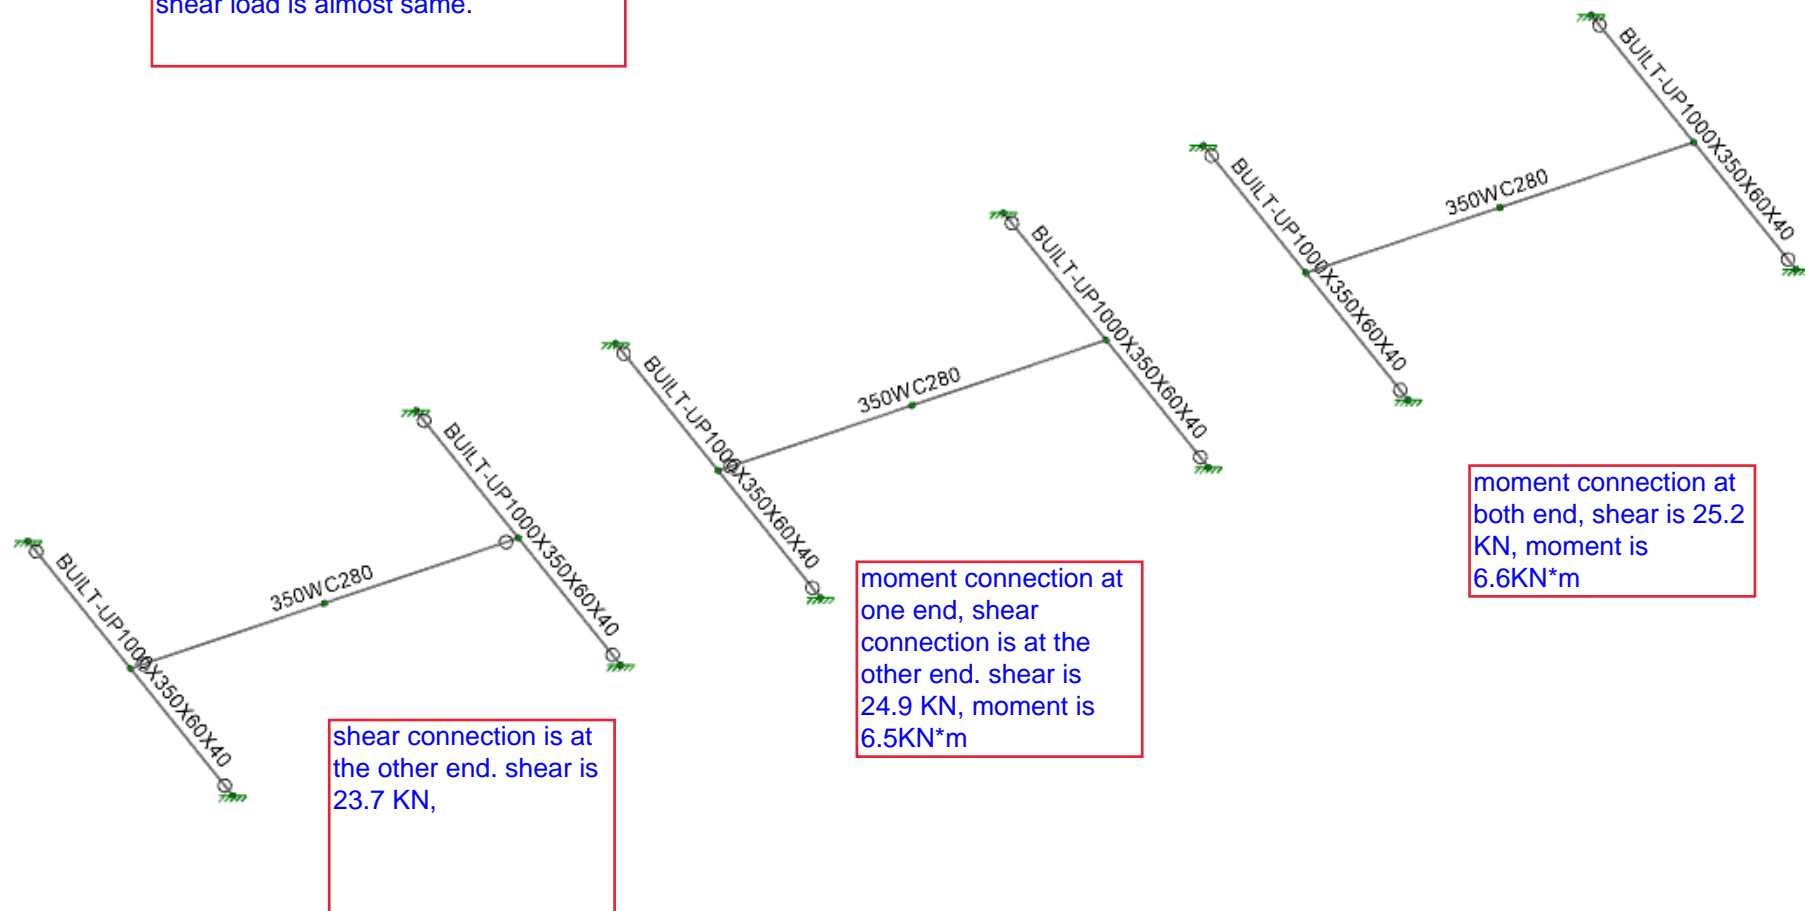 shear load is almost same.
BUILT-UP1000X350X60X40
350WC280
BUILT-UP1000X350X60X40
BUILT-UP1000X350X60X40
350WC280
BUILT-UP1000X350X60X40
BUILT-UP1000X350X60X40
350WC280
BUILT-UP1000X350X60X40
moment connection at
both end, shear is 25.2
KN, moment is
6.6KN*m
moment connection at
one end, shear
connection is at the
other end. shear is
24.9 KN, moment is
6.5KN*m
shear connection is at
the other end. shear is
23.7 KN,